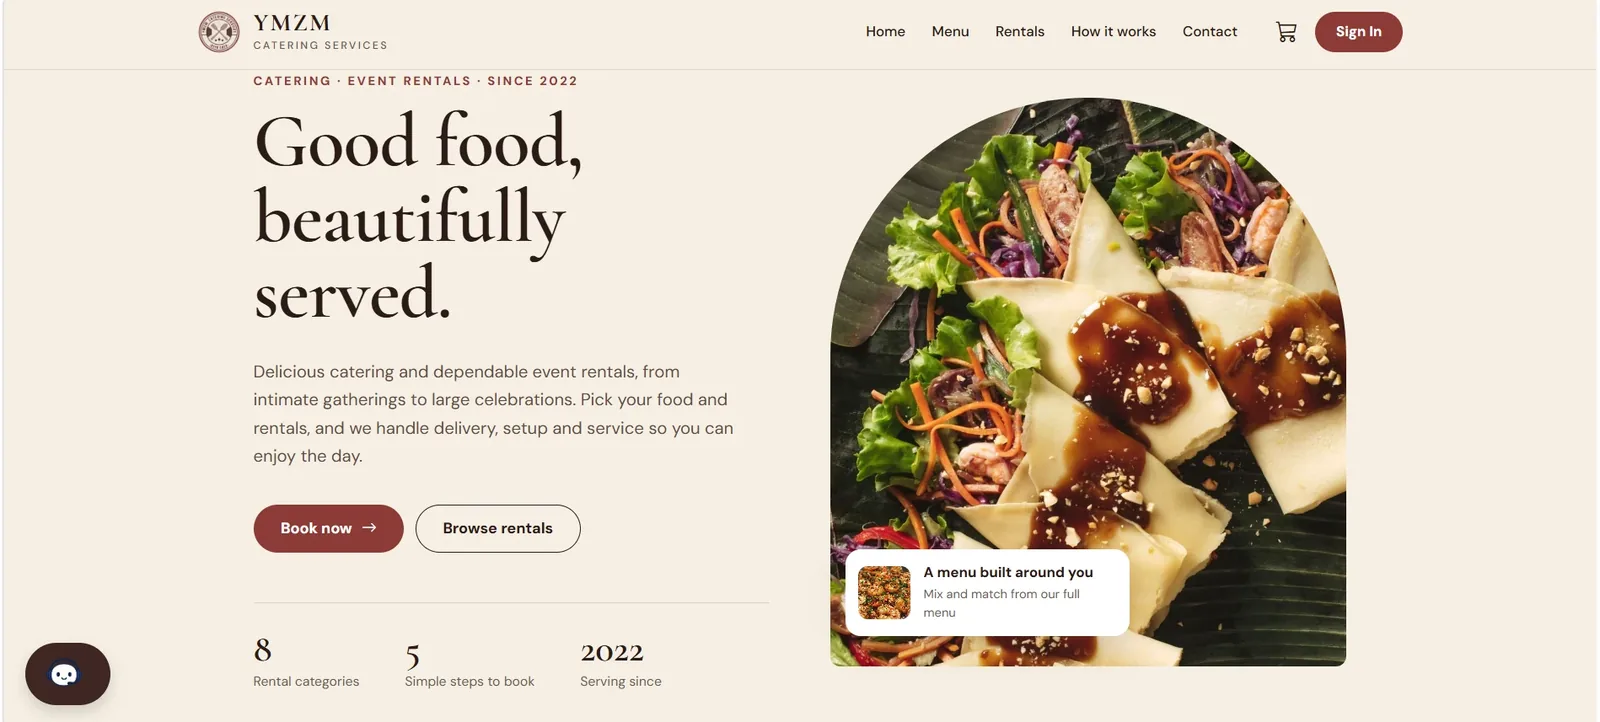 YMZM
CATERING SERVICES
Home
Menu
Rentals
How it works
Contact
Sign In
CATERING · EVENT RENTALS · SINCE 2022
Good food,
beautifully
served.
Delicious catering and dependable event rentals, from
intimate gatherings to large celebrations. Pick your food and
rentals, and we handle delivery, setup and service so you can
enjoy the day.
Book now →
Browse rentals
A menu built around you
Mix and match from our full
menu
8
Rental categories
5
Simple steps to book
2022
Serving since